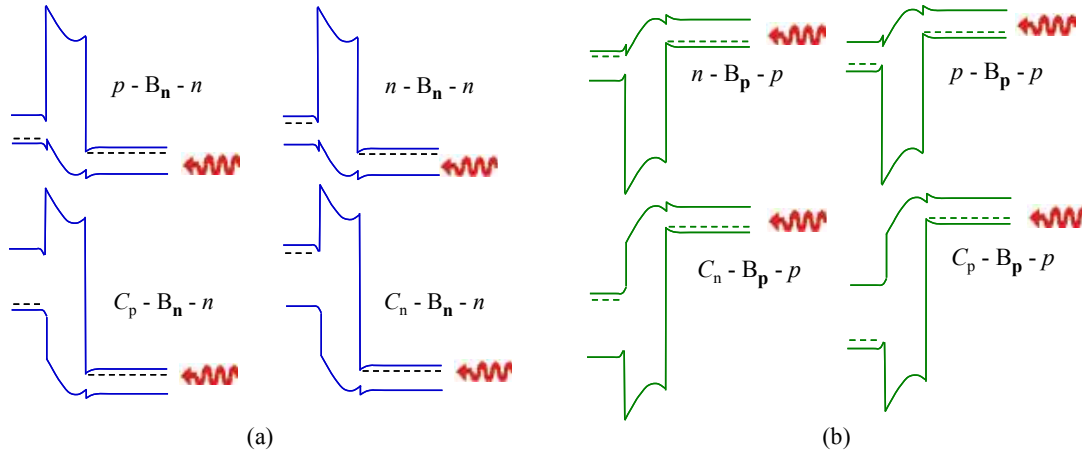 p - Bn - n
n - Bn - n
Cp - Bn - n
Cn - Bn - n
(a)
n - Bp - p
p - Bp - p
Cn - Bp - p
Cp - Bp - p
(b)